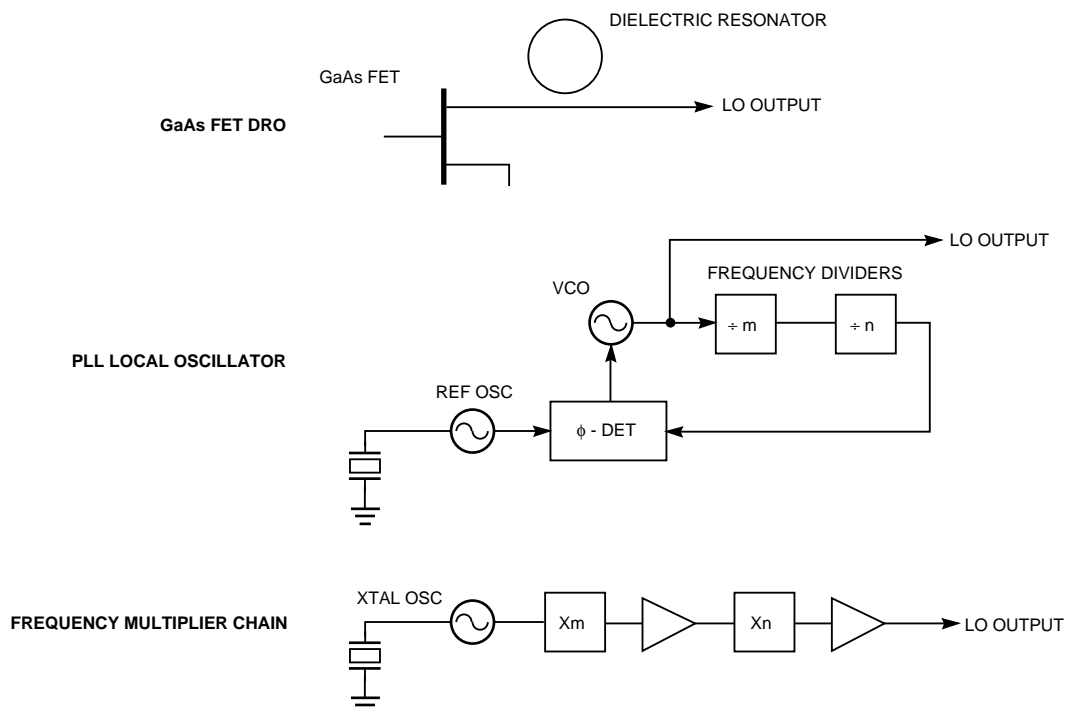 DIELECTRIC RESONATOR
GaAs FET
LO OUTPUT
GaAs FET DRO
LO OUTPUT
FREQUENCY DIVIDERS
VCO
÷ m
÷ n
PLL LOCAL OSCILLATOR
REF OSC
ϕ - DET
XTAL OSC
FREQUENCY MULTIPLIER CHAIN
Xm
Xn
LO OUTPUT